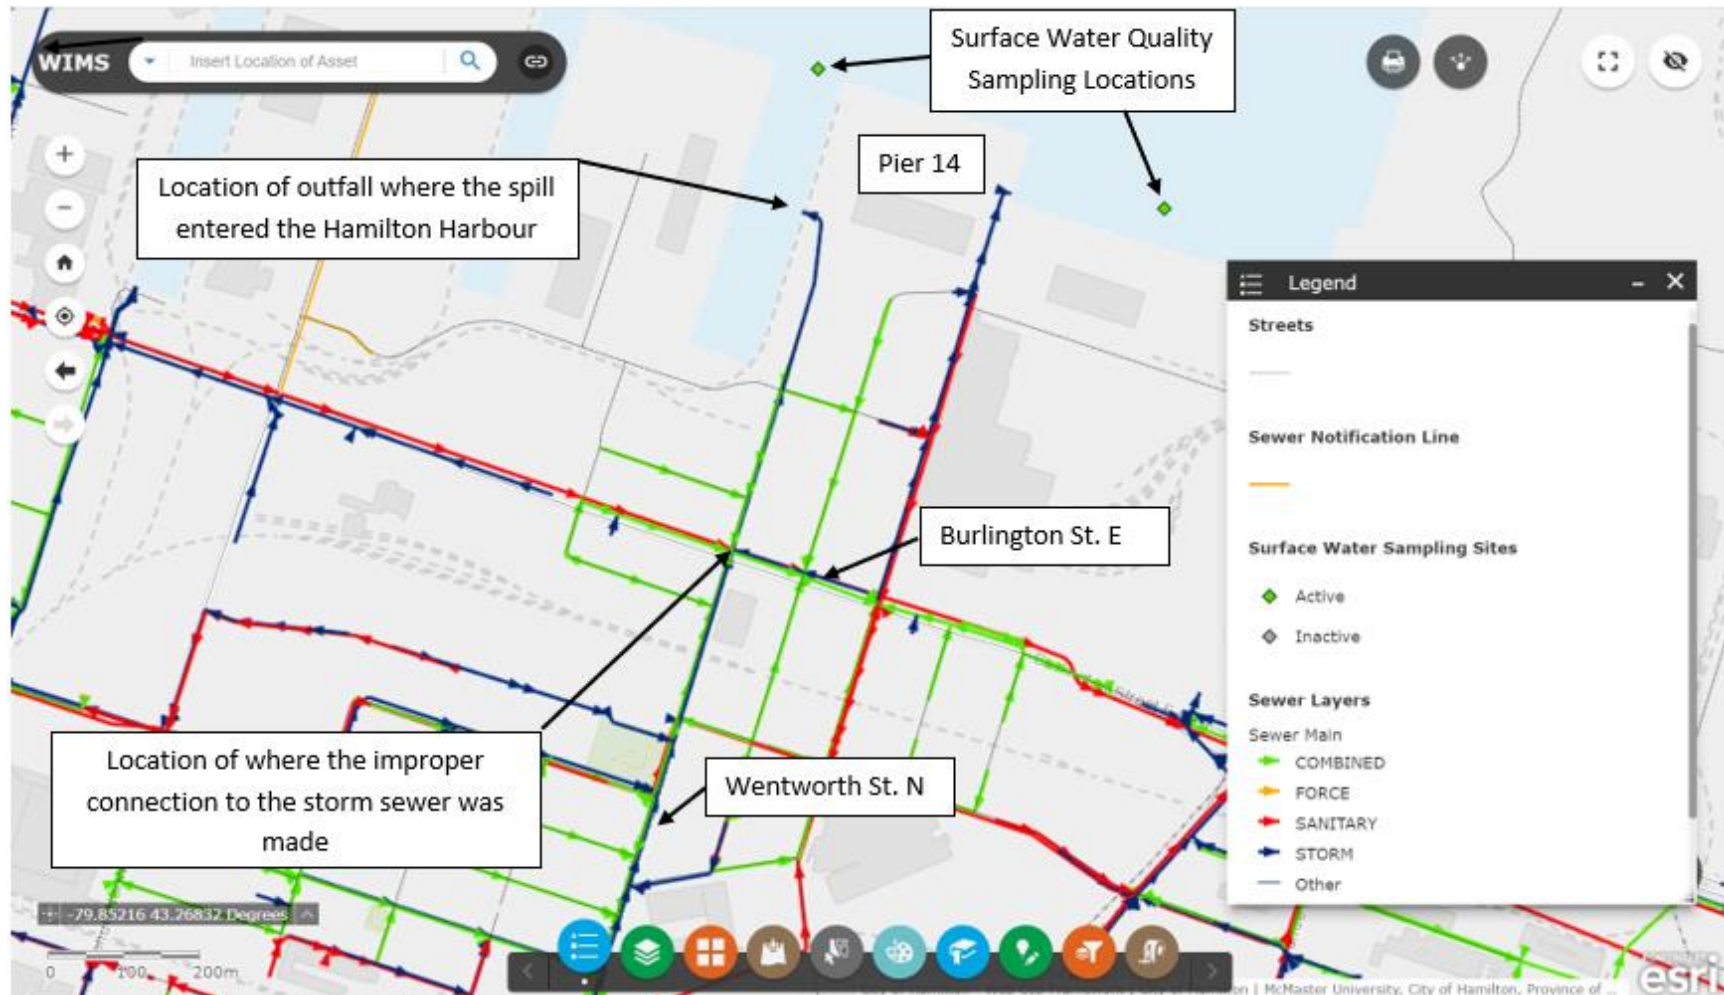 WIMS
Insert Location of Asset
Surface Water Quality
Sampling Locations
Pier 14
Location of outfall where the spill
entered the Hamilton Harbour
Legend
Streets
Sewer Notification Line
Surface Water Sampling Sites
Active
Inactive
Sewer Layers
Sewer Main
COMBINED
FORCE
SANITARY
STORM
Other
Burlington St. E
Location of where the improper
connection to the storm sewer was
made
Wentworth St. N
-79.85216 43.26832 Degrees
0 100 200m
McMaster University, City of Hamilton, Province of ...
esri